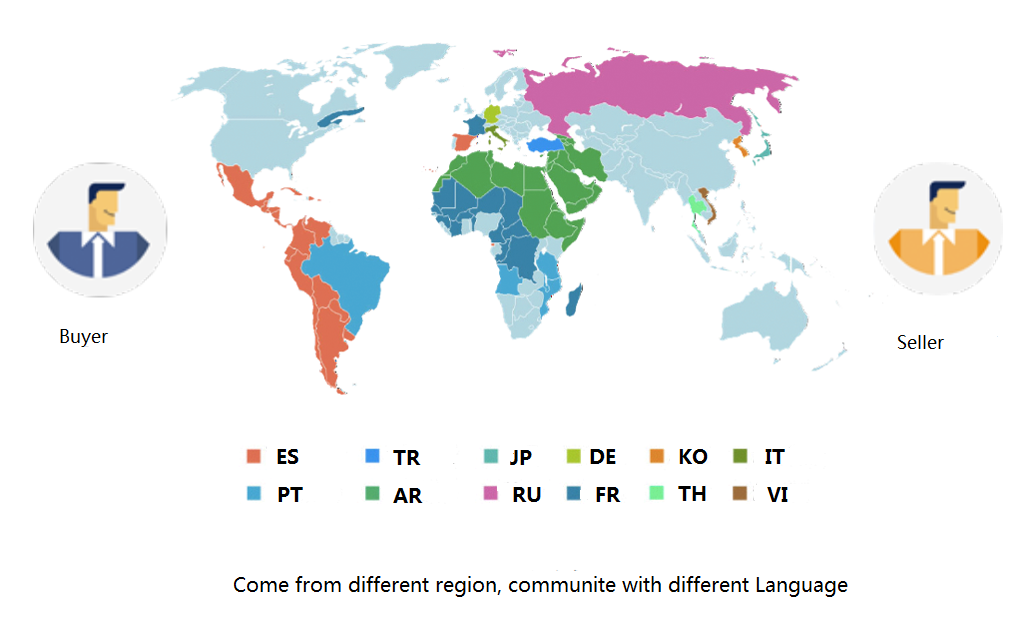 Buyer
Seller
ES TR JP DE KO IT
PT AR RU FR TH VI
Come from different region, communite with different Language